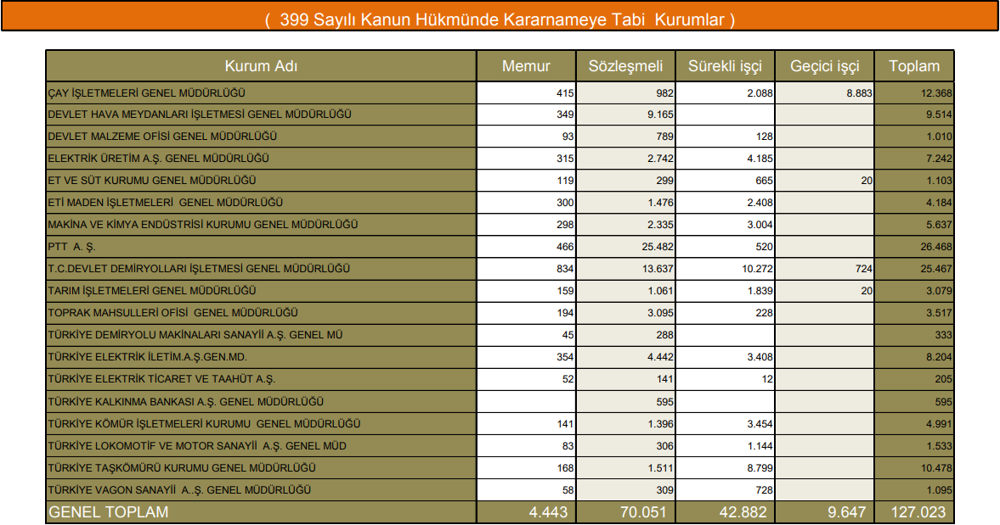 ( 399 Sayılı Kanun Hükmünde Kararnameye Tabi Kurumlar )
Kurum Adı Memur Sözleşmeli Sürekli işçi Geçici işçi Toplam
ÇAY İŞLETMELERİ GENEL MÜDÜRLÜĞÜ 415 982 2.088 8.883 12.368
DEVLET HAVA MEYDANLARI İŞLETMESİ GENEL MÜDÜRLÜĞÜ 349 9.165 9.514
DEVLET MALZEME OFİSİ GENEL MÜDÜRLÜĞÜ 93 789 128 1.010
ELEKTRİK ÜRETİM A.Ş. GENEL MÜDÜRLÜĞÜ 315 2.742 4.185 7.242
ET VE SÜT KURUMU GENEL MÜDÜRLÜĞÜ 119 299 665 20 1.103
ETİ MADEN İŞLETMELERİ GENEL MÜDÜRLÜĞÜ 300 1.476 2.408 4.184
MAKİNA VE KİMYA ENDÜSTRİSİ KURUMU GENEL MÜDÜRLÜĞÜ 298 2.335 3.004 5.637
PTT A. Ş. 466 25.482 520 26.468
T.C.DEVLET DEMİRYOLLARI İŞLETMESİ GENEL MÜDÜRLÜĞÜ 834 13.637 10.272 724 25.467
TARIM İŞLETMELERİ GENEL MÜDÜRLÜĞÜ 159 1.061 1.839 20 3.079
TOPRAK MAHSULLERİ OFİSİ GENEL MÜDÜRLÜĞÜ 194 3.095 228 3.517
TÜRKİYE DEMİRYOLU MAKİNALARI SANAYİİ A.Ş. GENEL MÜ 45 288 333
TÜRKİYE ELEKTRİK İLETİM.A.Ş.GEN.MD. 354 4.442 3.408 8.204
TÜRKİYE ELEKTRİK TİCARET VE TAAHÜT A.Ş. 52 141 12 205
TÜRKİYE KALKINMA BANKASI A.Ş. GENEL MÜDÜRLÜĞÜ 595 595
TÜRKİYE KÖMÜR İŞLETMELERİ KURUMU GENEL MÜDÜRLÜĞÜ 141 1.396 3.454 4.991
TÜRKİYE LOKOMOTİF VE MOTOR SANAYİİ A.Ş. GENEL MÜD 83 306 1.144 1.533
TÜRKİYE TAŞKÖMÜRÜ KURUMU GENEL MÜDÜRLÜĞÜ 168 1.511 8.799 10.478
TÜRKİYE VAGON SANAYİİ A..Ş. GENEL MÜDÜRLÜĞÜ 58 309 728 1.095
GENEL TOPLAM 4.443 70.051 42.882 9.647 127.023